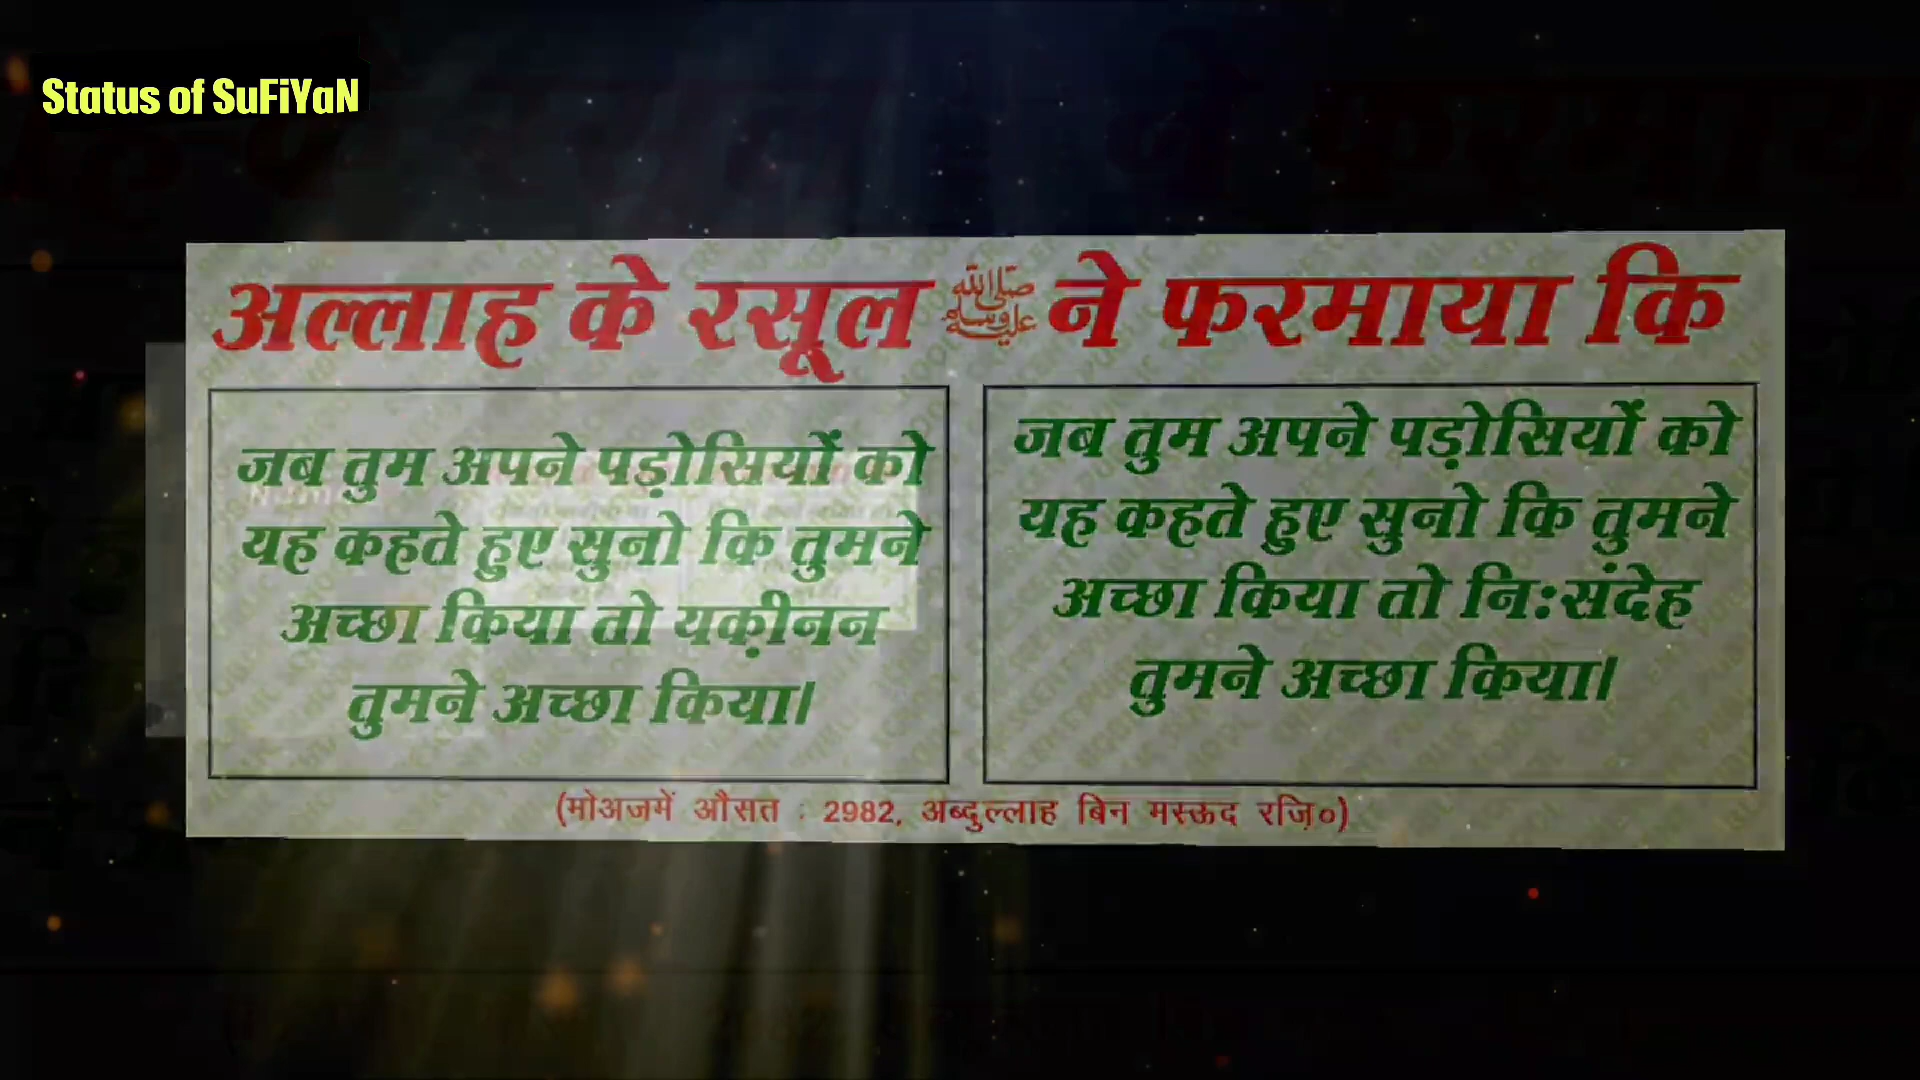 Status of SuFiYaN
अल्लाह के रसूल ﷺ ने फरमाया कि
जब तुम अपने पड़ोसियों को
यह कहते हुए सुनो कि तुमने
अच्छा किया तो यक़ीनन
तुमने अच्छा किया।
जब तुम अपने पड़ोसियों को
यह कहते हुए सुनो कि तुमने
अच्छा किया तो नि:संदेह
तुमने अच्छा किया।
(मोअजमें औसत : 2982, अब्दुल्लाह बिन मस्ऊद रज़ि०)